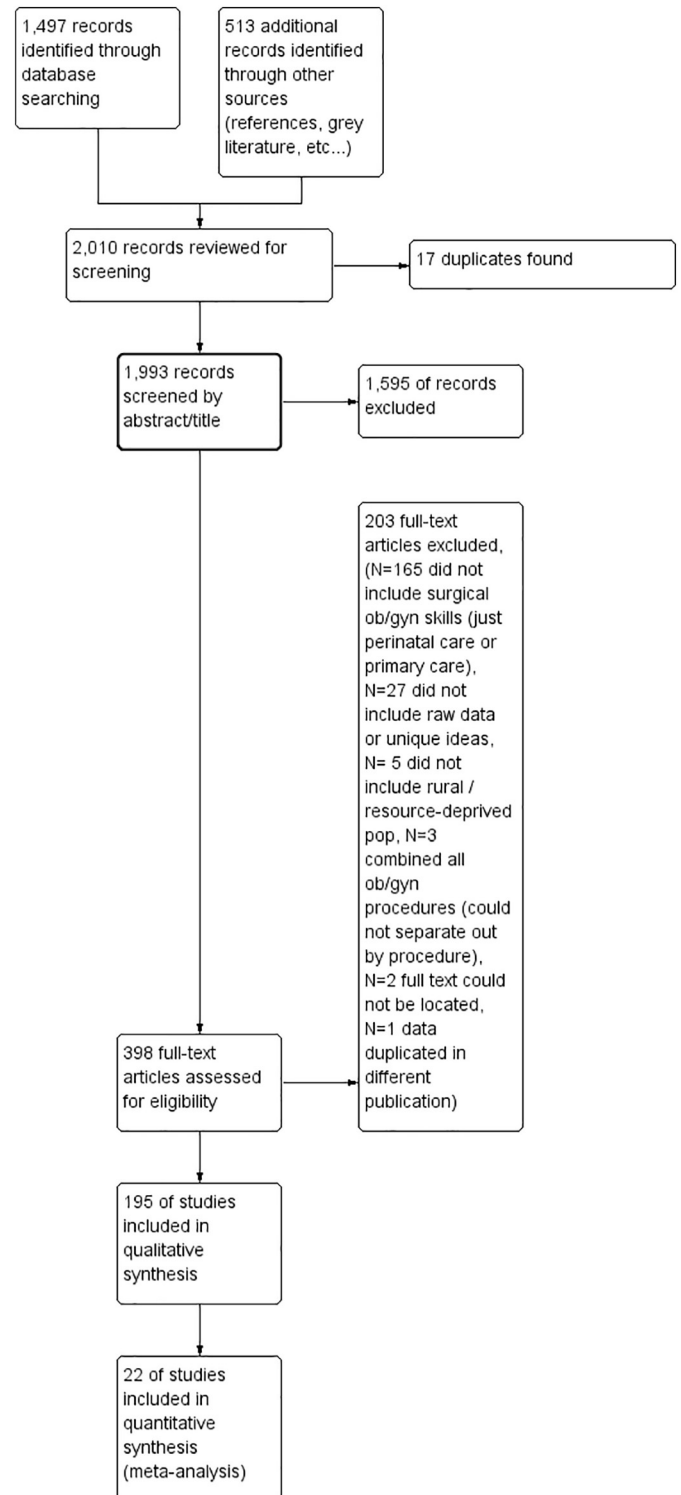 1,497 records
identified through
database
searching
513 additional
records identified
through other
sources
(references, grey
literature, etc...)
2,010 records reviewed for
screening
17 duplicates found
1,993 records
screened by
abstract/title
1,595 of records
excluded
203 full-text
articles excluded,
(N=165 did not
include surgical
ob/gyn skills (just
perinatal care or
primary care),
N=27 did not
include raw data
or unique ideas,
N= 5 did not
include rural /
resource-deprived
pop, N=3
combined all
ob/gyn
procedures (could
not separate out
by procedure),
N=2 full text could
not be located,
N=1 data
duplicated in
different
publication)
398 full-text
articles assessed
for eligibility
195 of studies
included in
qualitative
synthesis
22 of studies
included in
quantitative
synthesis
(meta-analysis)